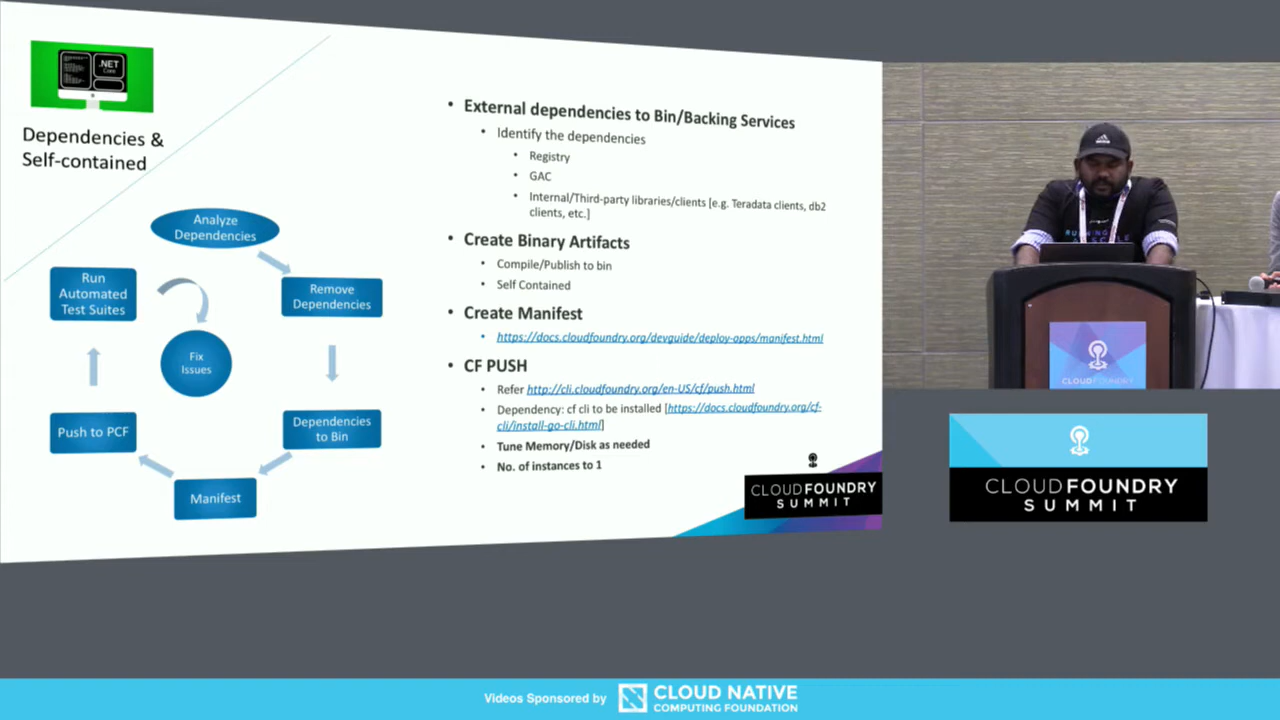 .NET
Core
Dependencies &
Self-contained
Analyze
Dependencies
Remove
Dependencies
Dependencies
to Bin
Manifest
Push to PCF
Run
Automated
Test Suites
Fix
Issues
• External dependencies to Bin/Backing Services
• Identify the dependencies
• Registry
• GAC
• Internal/Third-party libraries/clients [e.g. Teradata clients, db2
clients, etc.]
• Create Binary Artifacts
• Compile/Publish to bin
• Self Contained
• Create Manifest
• https://docs.cloudfoundry.org/devguide/deploy-apps/manifest.html
• CF PUSH
• Refer http://cli.cloudfoundry.org/en-US/cf/push.html
• Dependency: cf cli to be installed [https://docs.cloudfoundry.org/cf-
cli/install-go-cli.html]
• Tune Memory/Disk as needed
• No. of instances to 1
CLOUDFOUNDRY
SUMMIT
adidas
RUNNING
CLOUDFOUNDRY
CLOUDFOUNDRY
SUMMIT
Videos Sponsored by
CLOUD NATIVE
COMPUTING FOUNDATION